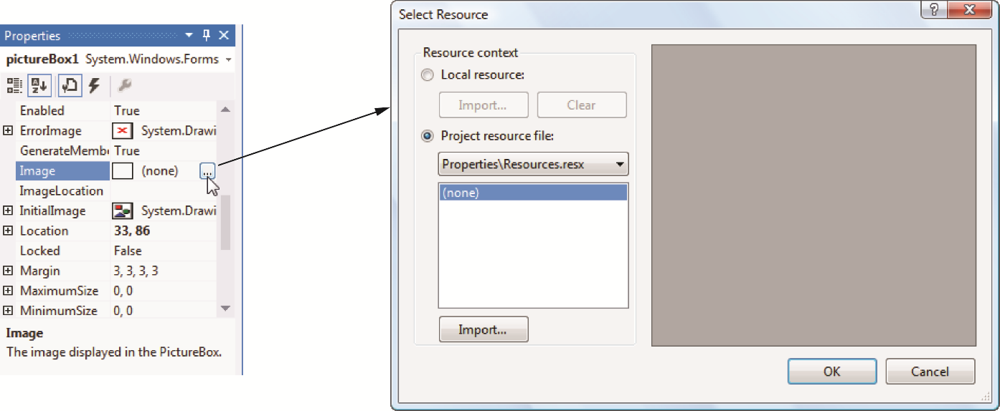 Properties
pictureBox1 System.Windows.Forms
Enabled True
ErrorImage System.Drawi
GenerateMemb True
Image (none) ...
ImageLocation
InitialImage System.Drawi
Location 33, 86
Locked False
Margin 3, 3, 3, 3
MaximumSize 0, 0
MinimumSize 0, 0
Image
The image displayed in the PictureBox.
Select Resource
Resource context
Local resource:
Import... Clear
Project resource file:
Properties\Resources.resx
(none)
Import...
OK Cancel